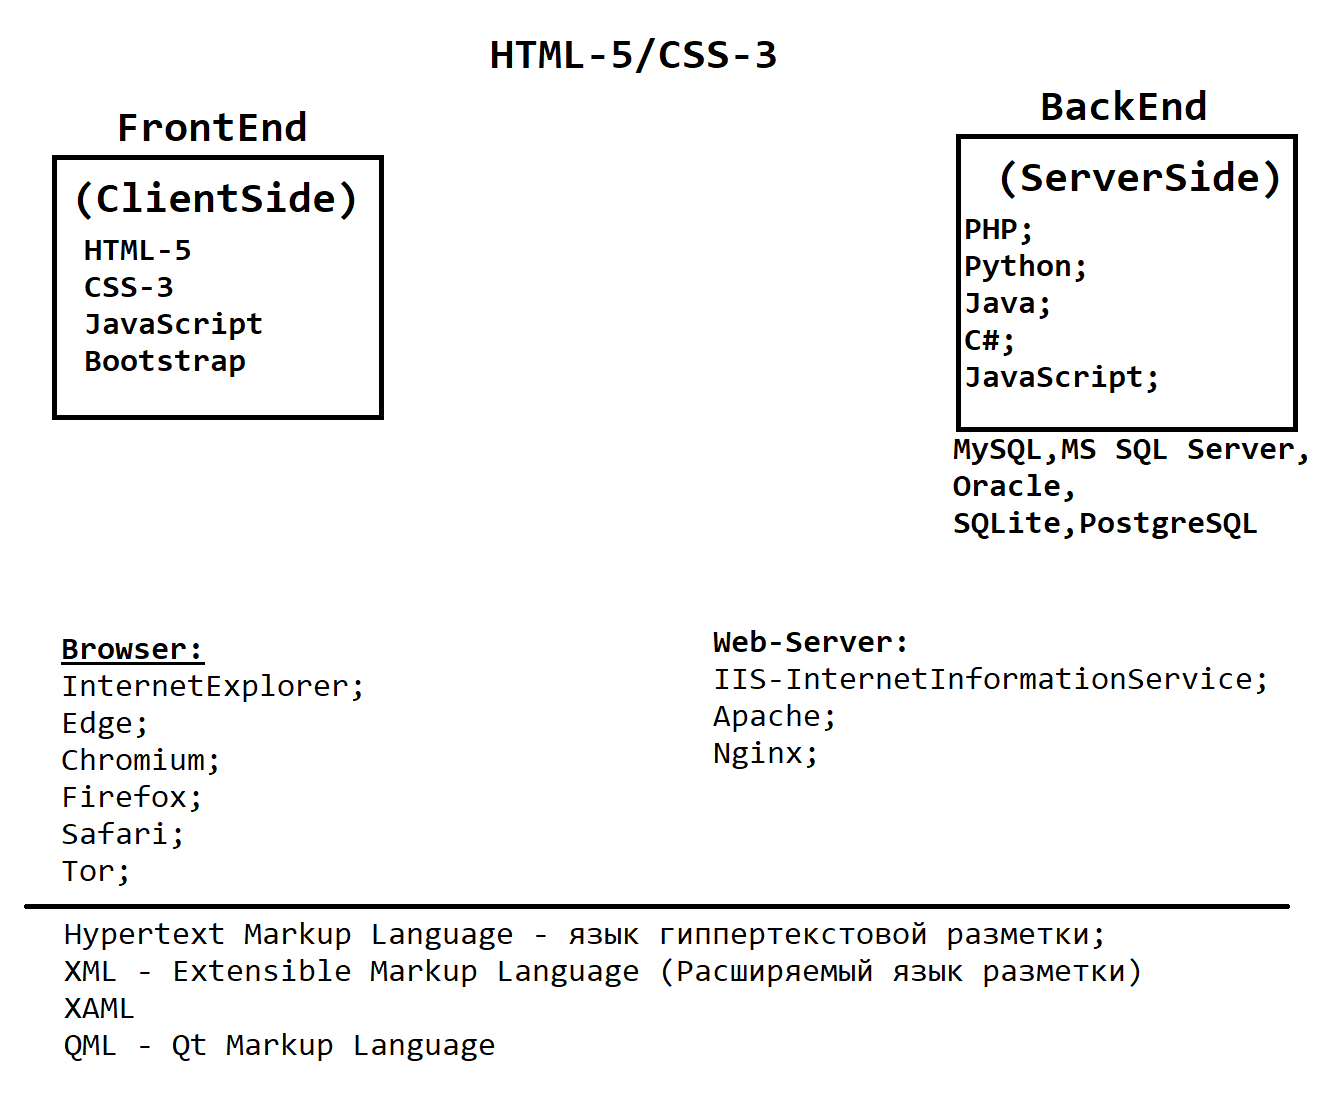 HTML-5/CSS-3
FrontEnd
(ClientSide)
HTML-5
CSS-3
JavaScript
Bootstrap
BackEnd
(ServerSide)
PHP;
Python;
Java;
C#;
JavaScript;
MySQL,MS SQL Server,
Oracle,
SQLite,PostgreSQL
Browser:
InternetExplorer;
Edge;
Chromium;
Firefox;
Safari;
Tor;
Web-Server:
IIS-InternetInformationService;
Apache;
Nginx;
Hypertext Markup Language - язык гиппертекстовой разметки;
XML - Extensible Markup Language (Расширяемый язык разметки)
XAML
QML - Qt Markup Language